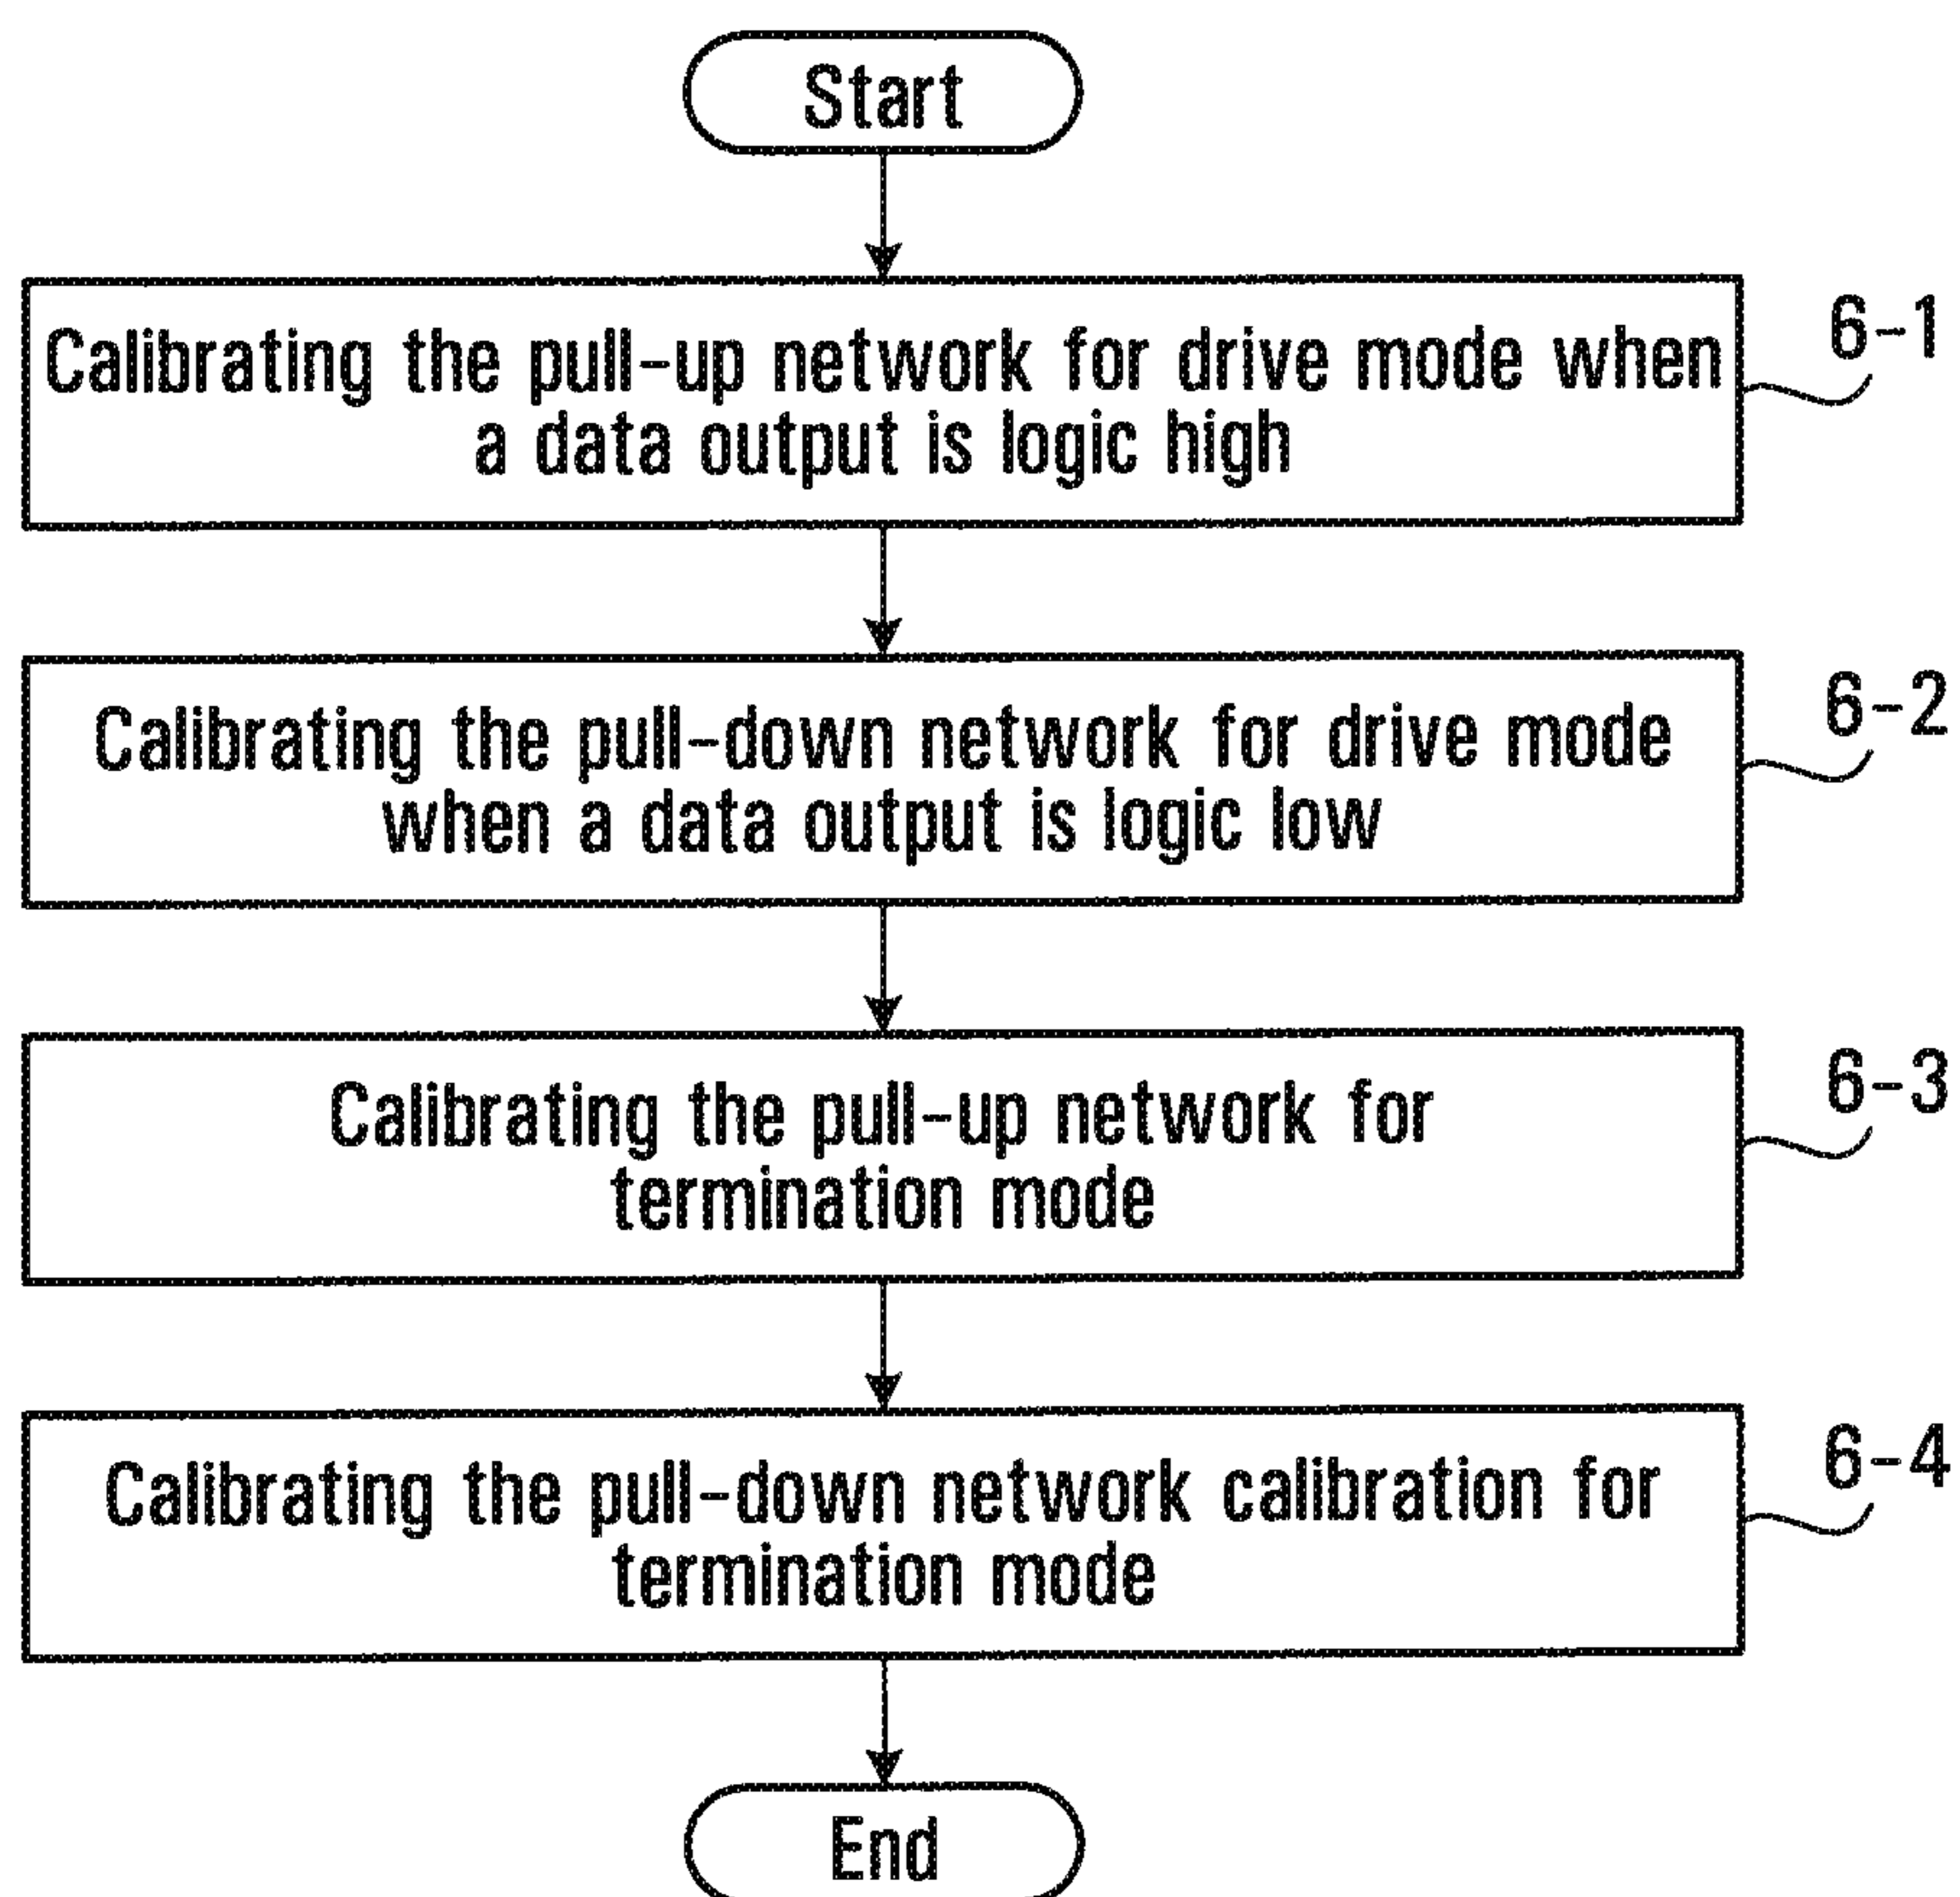 Start
Calibrating the pull-up network for drive mode when
a data output is logic high
6-1
Calibrating the pull-down network for drive mode
when a data output is logic low
6-2
Calibrating the pull-up network for
termination mode
6-3
Calibrating the pull-down network calibration for
termination mode
6-4
End